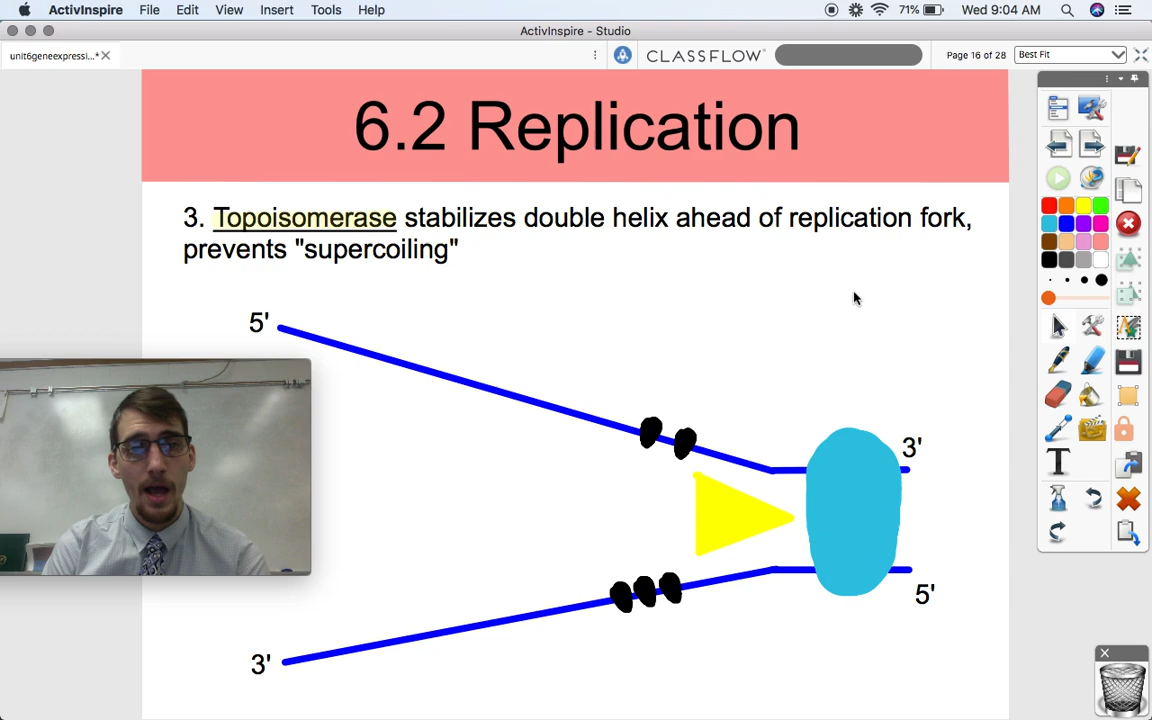 ActivInspire File Edit View Insert Tools Help 71% Wed 9:04 AM
ActivInspire - Studio
unit6geneexpressi...*
CLASSFLOW
Page 16 of 28
Best Fit
6.2 Replication
3. Topoisomerase stabilizes double helix ahead of replication fork,
prevents "supercoiling"
5'
3'
5'
3'
T